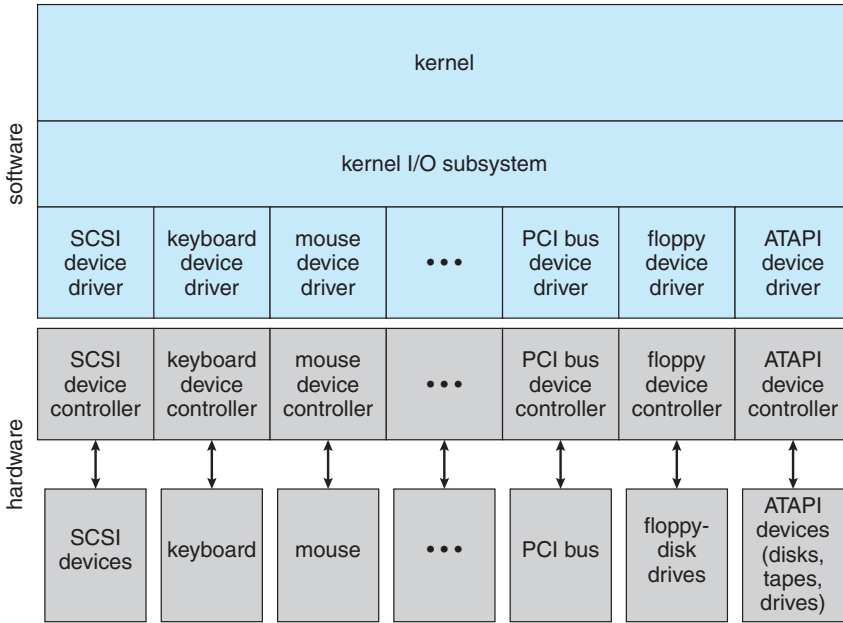 software
kernel
kernel I/O subsystem
SCSI
device
driver
keyboard
device
driver
mouse
device
driver
•••
PCI bus
device
driver
floppy
device
driver
ATAPI
device
driver
hardware
SCSI
device
controller
keyboard
device
controller
mouse
device
controller
•••
PCI bus
device
controller
floppy
device
controller
ATAPI
device
controller
SCSI
devices
keyboard
mouse
•••
PCI bus
floppy-
disk
drives
ATAPI
devices
(disks,
tapes,
drives)